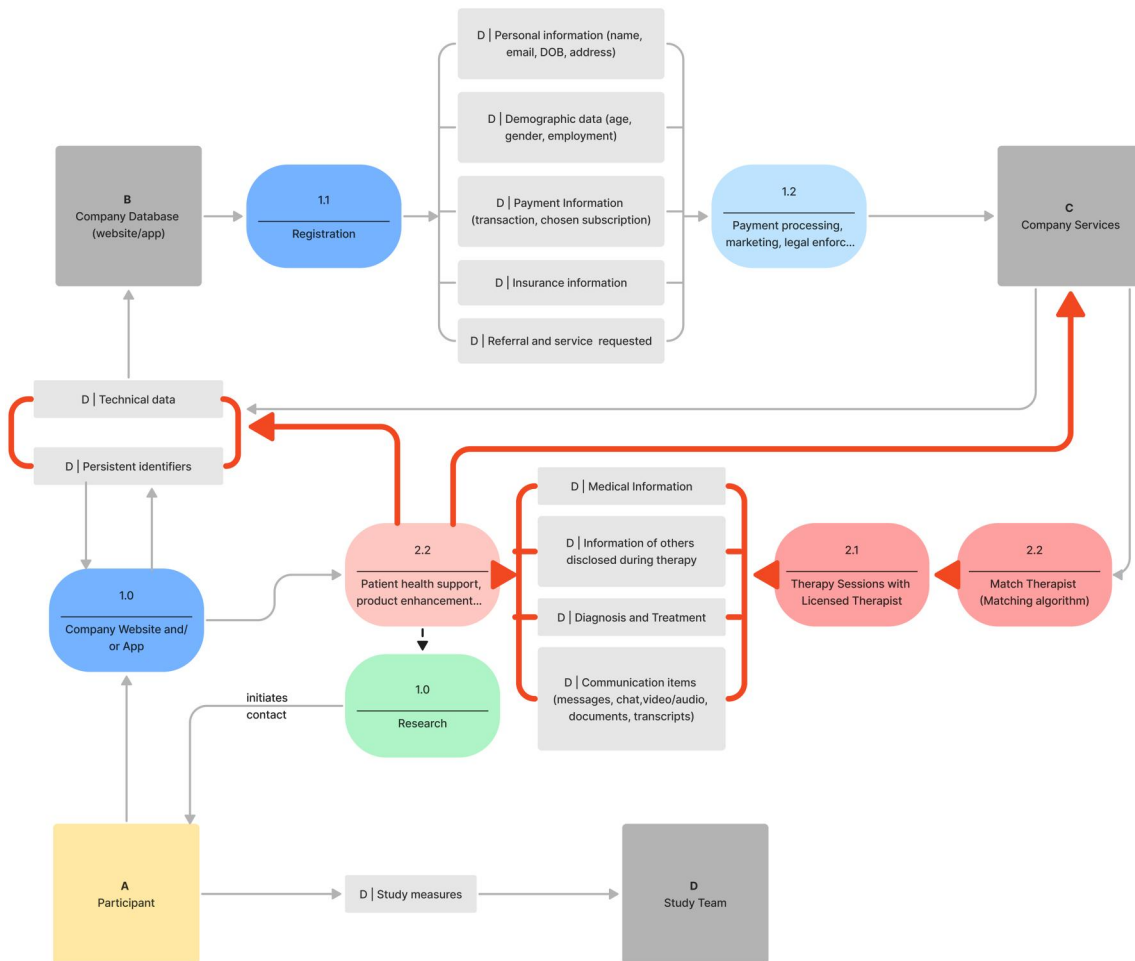 D | Personal information (name,
email, DOB, address)
D | Demographic data (age,
gender, employment)
B
Company Database
(website/app)
1.1
Registration
D | Payment Information
(transaction, chosen subscription)
1.2
Payment processing,
marketing, legal enforc...
C
Company Services
D | Insurance information
D | Referral and service requested
D | Technical data
D | Persistent identifiers
D | Medical Information
D | Information of others
disclosed during therapy
D | Diagnosis and Treatment
D | Communication items
(messages, chat,video/audio,
documents, transcripts)
2.2
Patient health support,
product enhancement...
2.1
Therapy Sessions with
Licensed Therapist
2.2
Match Therapist
(Matching algorithm)
1.0
Company Website and/
or App
1.0
Research
initiates
contact
A
Participant
D | Study measures
D
Study Team